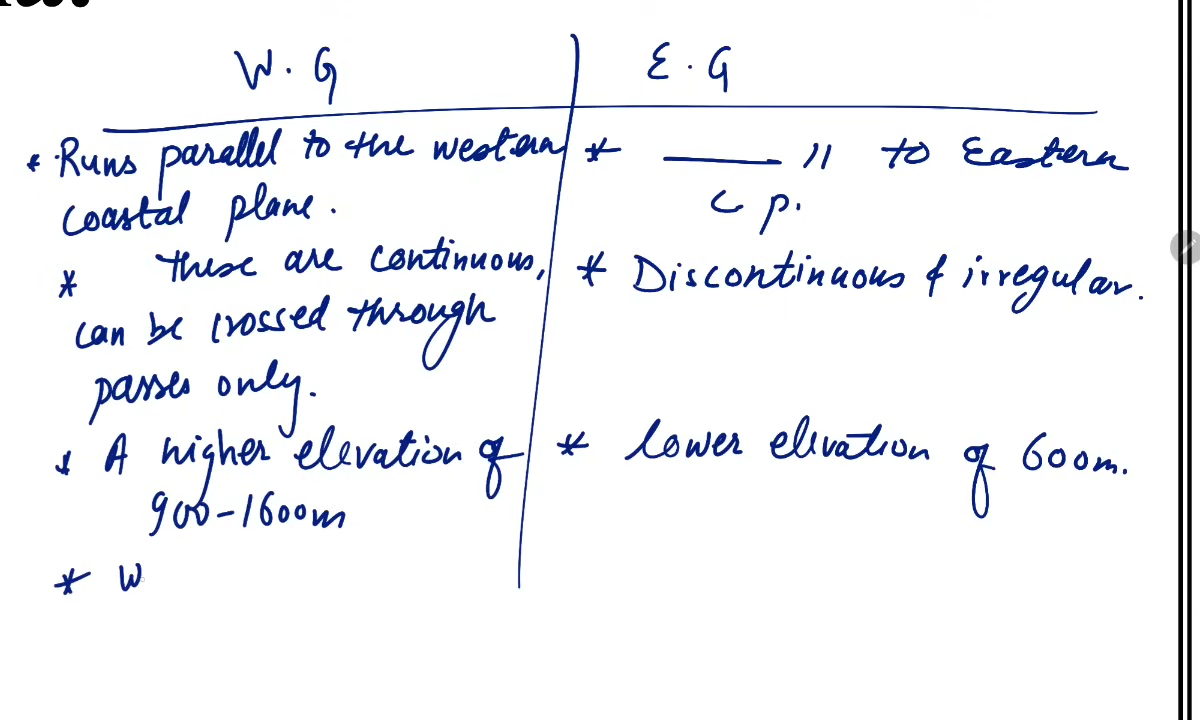 W.G
E.G
* Runs parallel to the western
coastal plane.
* These are continuous,
can be crossed through
passes only.
* A higher elevation of
900-1600m
* W
* ——— 11 to Eastern
C p.
* Discontinuous & irregular.
* lower elevation of 600m.